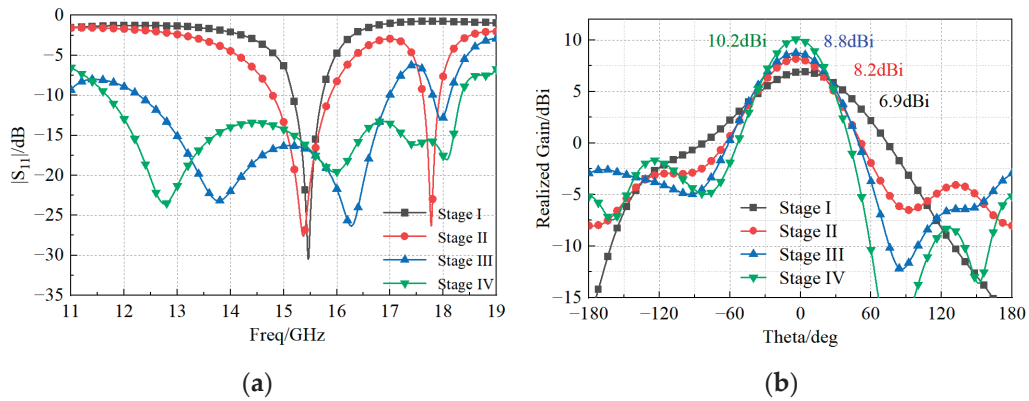 0
−5
−10
−15
−20
−25
−30
−35
|S11|/dB
Stage I
Stage II
Stage III
Stage IV
11 12 13 14 15 16 17 18 19
Freq/GHz
(a)
10
5
0
−5
−10
−15
Realized Gain/dBi
10.2dBi
8.8dBi
8.2dBi
6.9dBi
Stage I
Stage II
Stage III
Stage IV
−180 −120 −60 0 60 120 180
Theta/deg
(b)